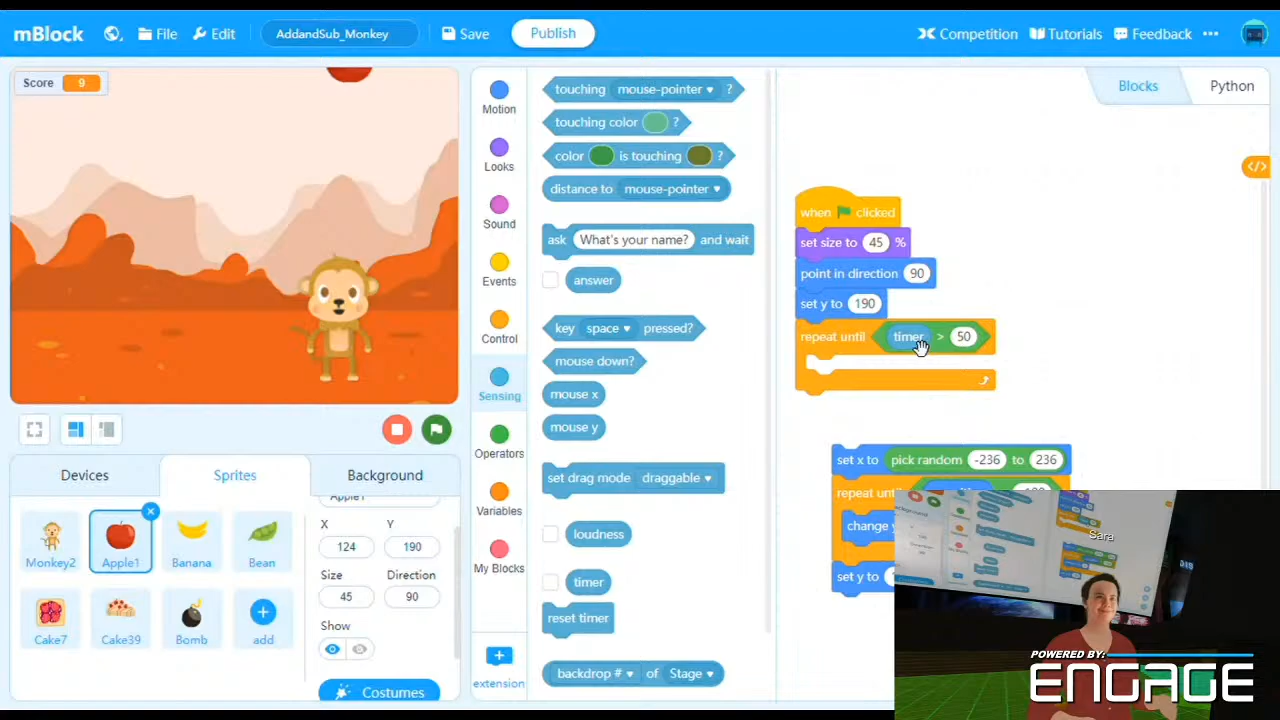 mBlock File Edit AddandSub_Monkey Save Publish Competition Tutorials Feedback
Score 9
Motion
Looks
Sound
Events
Control
Sensing
Operators
Variables
My Blocks
extension
touching mouse-pointer ?
touching color ?
color is touching ?
distance to mouse-pointer
ask What's your name? and wait
answer
key space pressed?
mouse down?
mouse x
mouse y
set drag mode draggable
loudness
timer
reset timer
backdrop # of Stage
Blocks Python
</>
when clicked
set size to 45 %
point in direction 90
set y to 190
repeat until timer > 50
set x to pick random -236 to 236
repeat until
change y
set y to
Devices Sprites Background
Monkey2 Apple1 Banana Bean
Cake7 Cake39 Bomb add
Apple1
X Y
124 190
Size Direction
45 90
Show
Costumes
Sara
POWERED BY:
ENGAGE